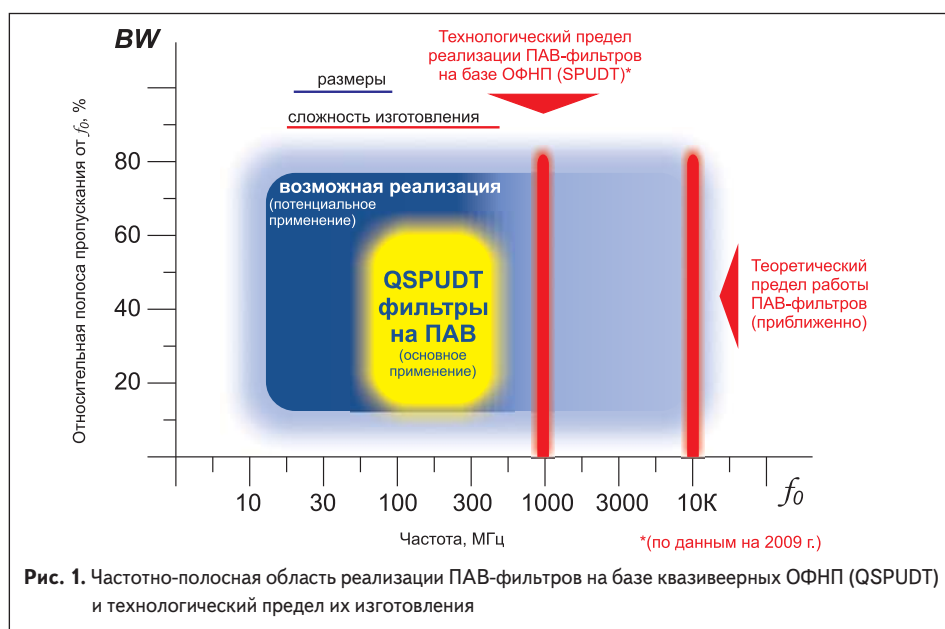 BW
Технологический предел
реализации ПАВ-фильтров
на базе ОФНП (SPUDT)*
размеры
сложность изготовления
Относительная полоса пропускания от f₀, %
80
60
40
20
возможная реализация
(потенциальное
применение)
QSPUDT
фильтры
на ПАВ
(основное
применение)
Теоретический
предел работы
ПАВ-фильтров
(приближенно)
10 30 100 300 1000 3000 10К f₀
Частота, МГц
*(по данным на 2009 г.)
Рис. 1. Частотно-полосная область реализации ПАВ-фильтров на базе квазивеерных ОФНП (QSPUDT)
и технологический предел их изготовления